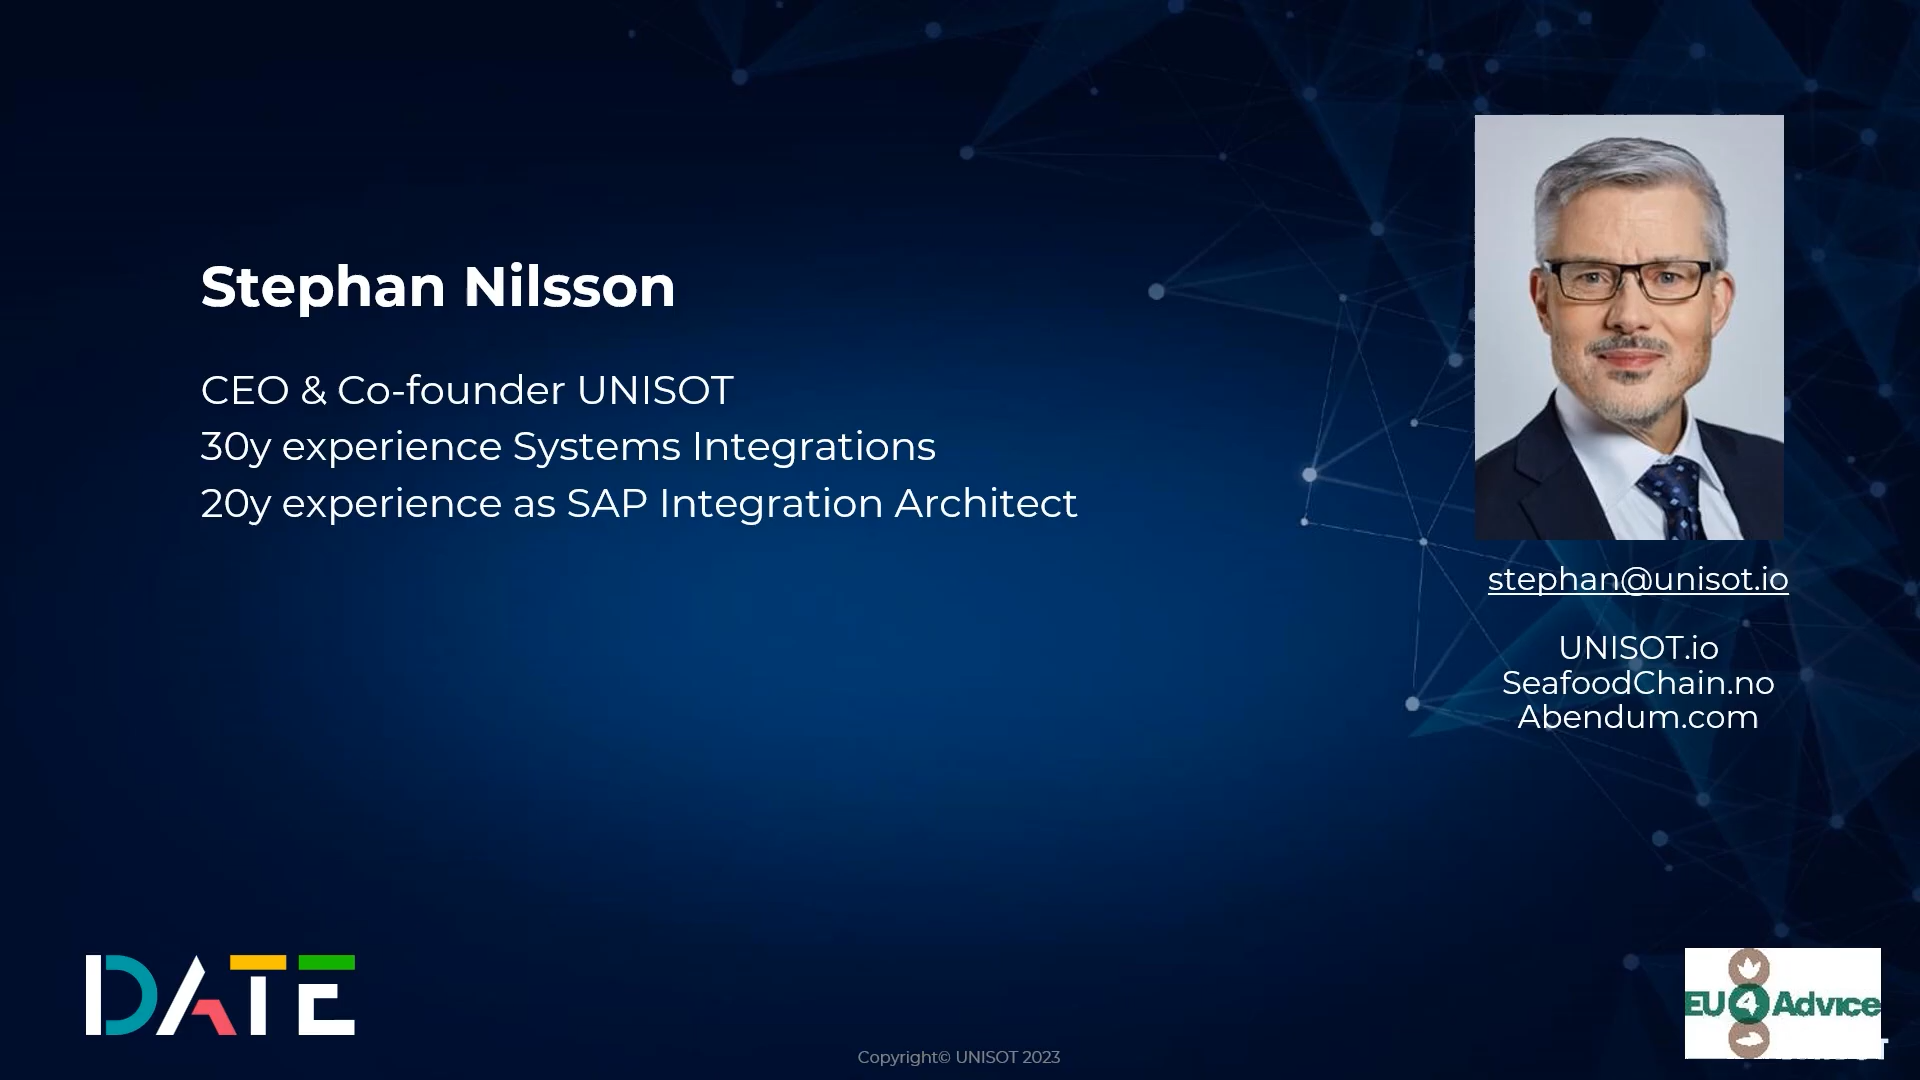 Stephan Nilsson
CEO & Co-founder UNISOT
30y experience Systems Integrations
20y experience as SAP Integration Architect
stephan@unisot.io
UNISOT.io
SeafoodChain.no
Abendum.com
DATE
EU4Advice
Copyright© UNISOT 2023